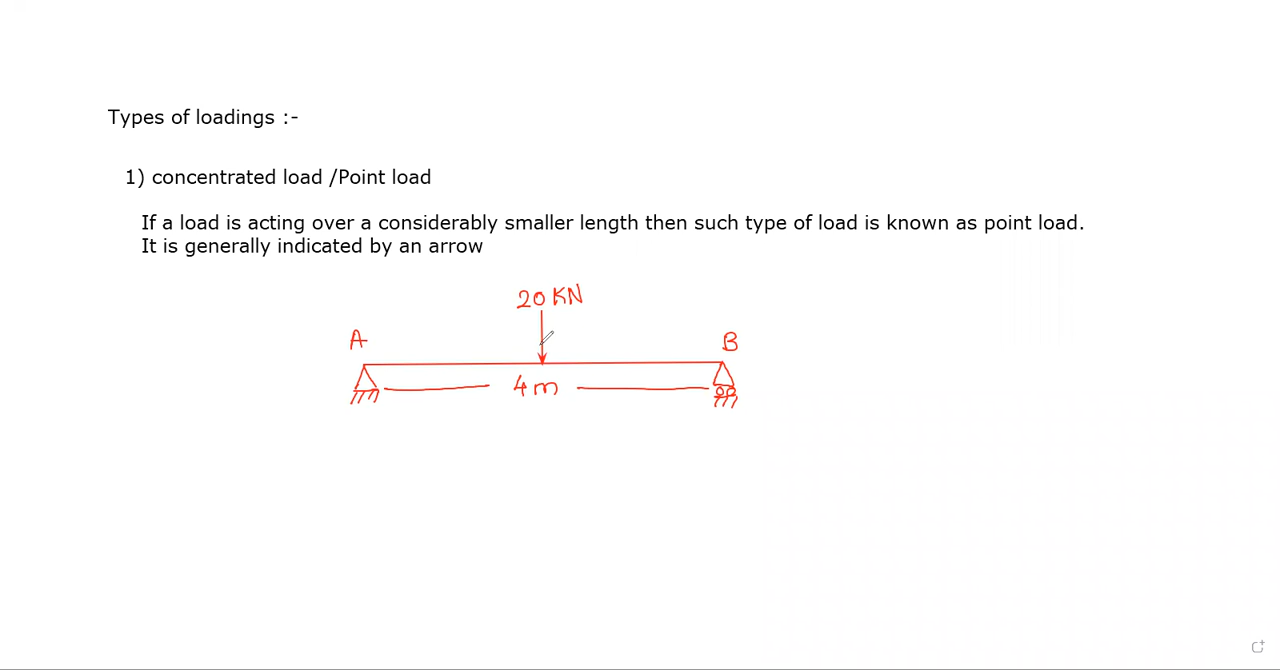 Types of loadings :-
1) concentrated load /Point load
If a load is acting over a considerably smaller length then such type of load is known as point load.
It is generally indicated by an arrow
20 KN
A
B
4m